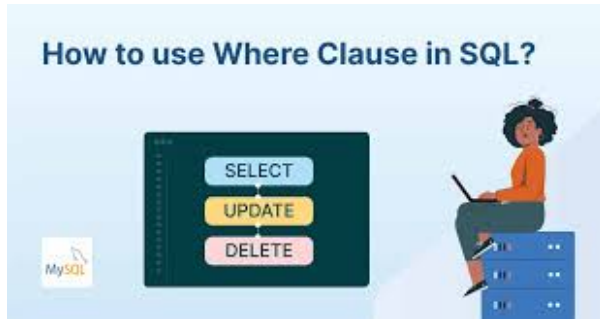 How to use Where Clause in SQL?
SELECT
UPDATE
DELETE
MySQL